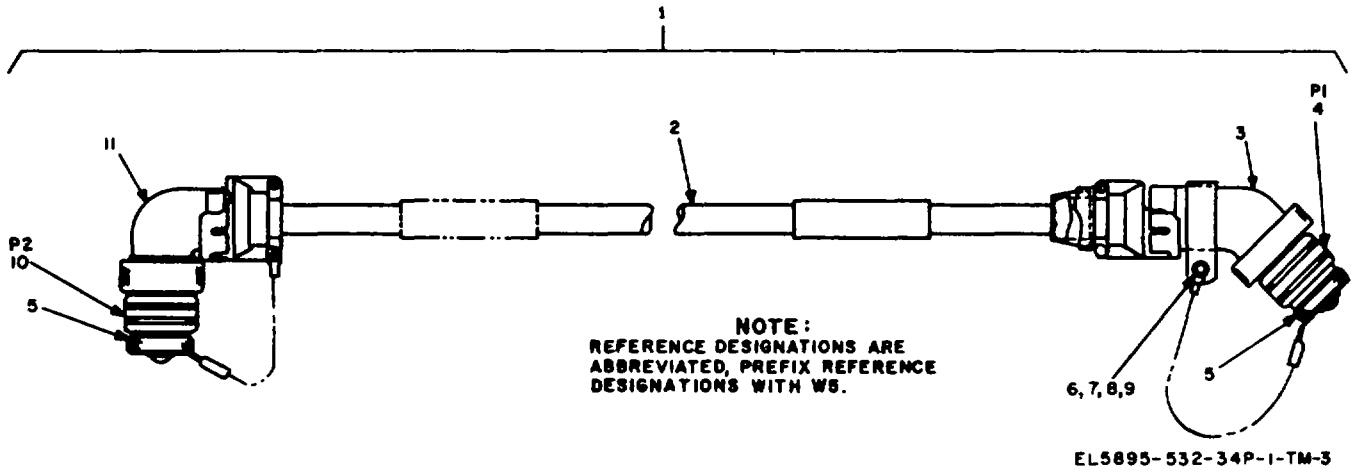 1
P1
4
11
2
3
P2
10
5
NOTE:
REFERENCE DESIGNATIONS ARE
ABBREVIATED, PREFIX REFERENCE
DESIGNATIONS WITH W5.
6, 7, 8, 9
5
EL5895-532-34P-1-TM-3